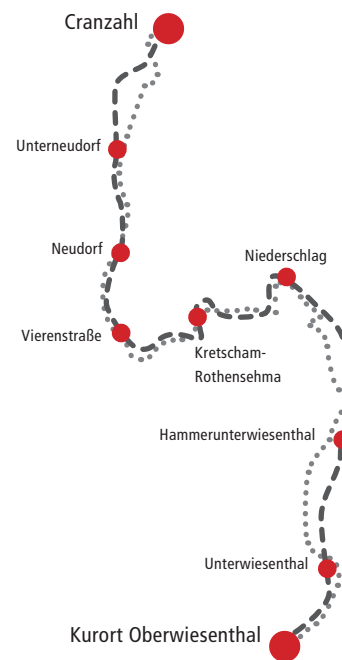 Cranzahl
Unterneudorf
Neudorf
Niederschlag
Vierenstraße
Kretscham-
Rothensehma
Hammerunterwiesenthal
Unterwiesenthal
Kurort Oberwiesenthal